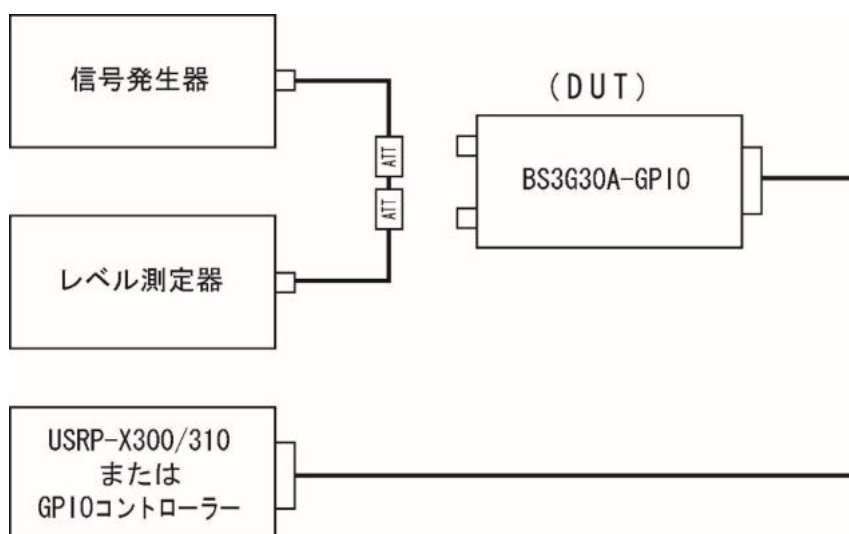 信号発生器
ATT
ATT
レベル測定器
(DUT)
BS3G30A-GPIO
USRP-X300/310
または
GPIOコントローラー